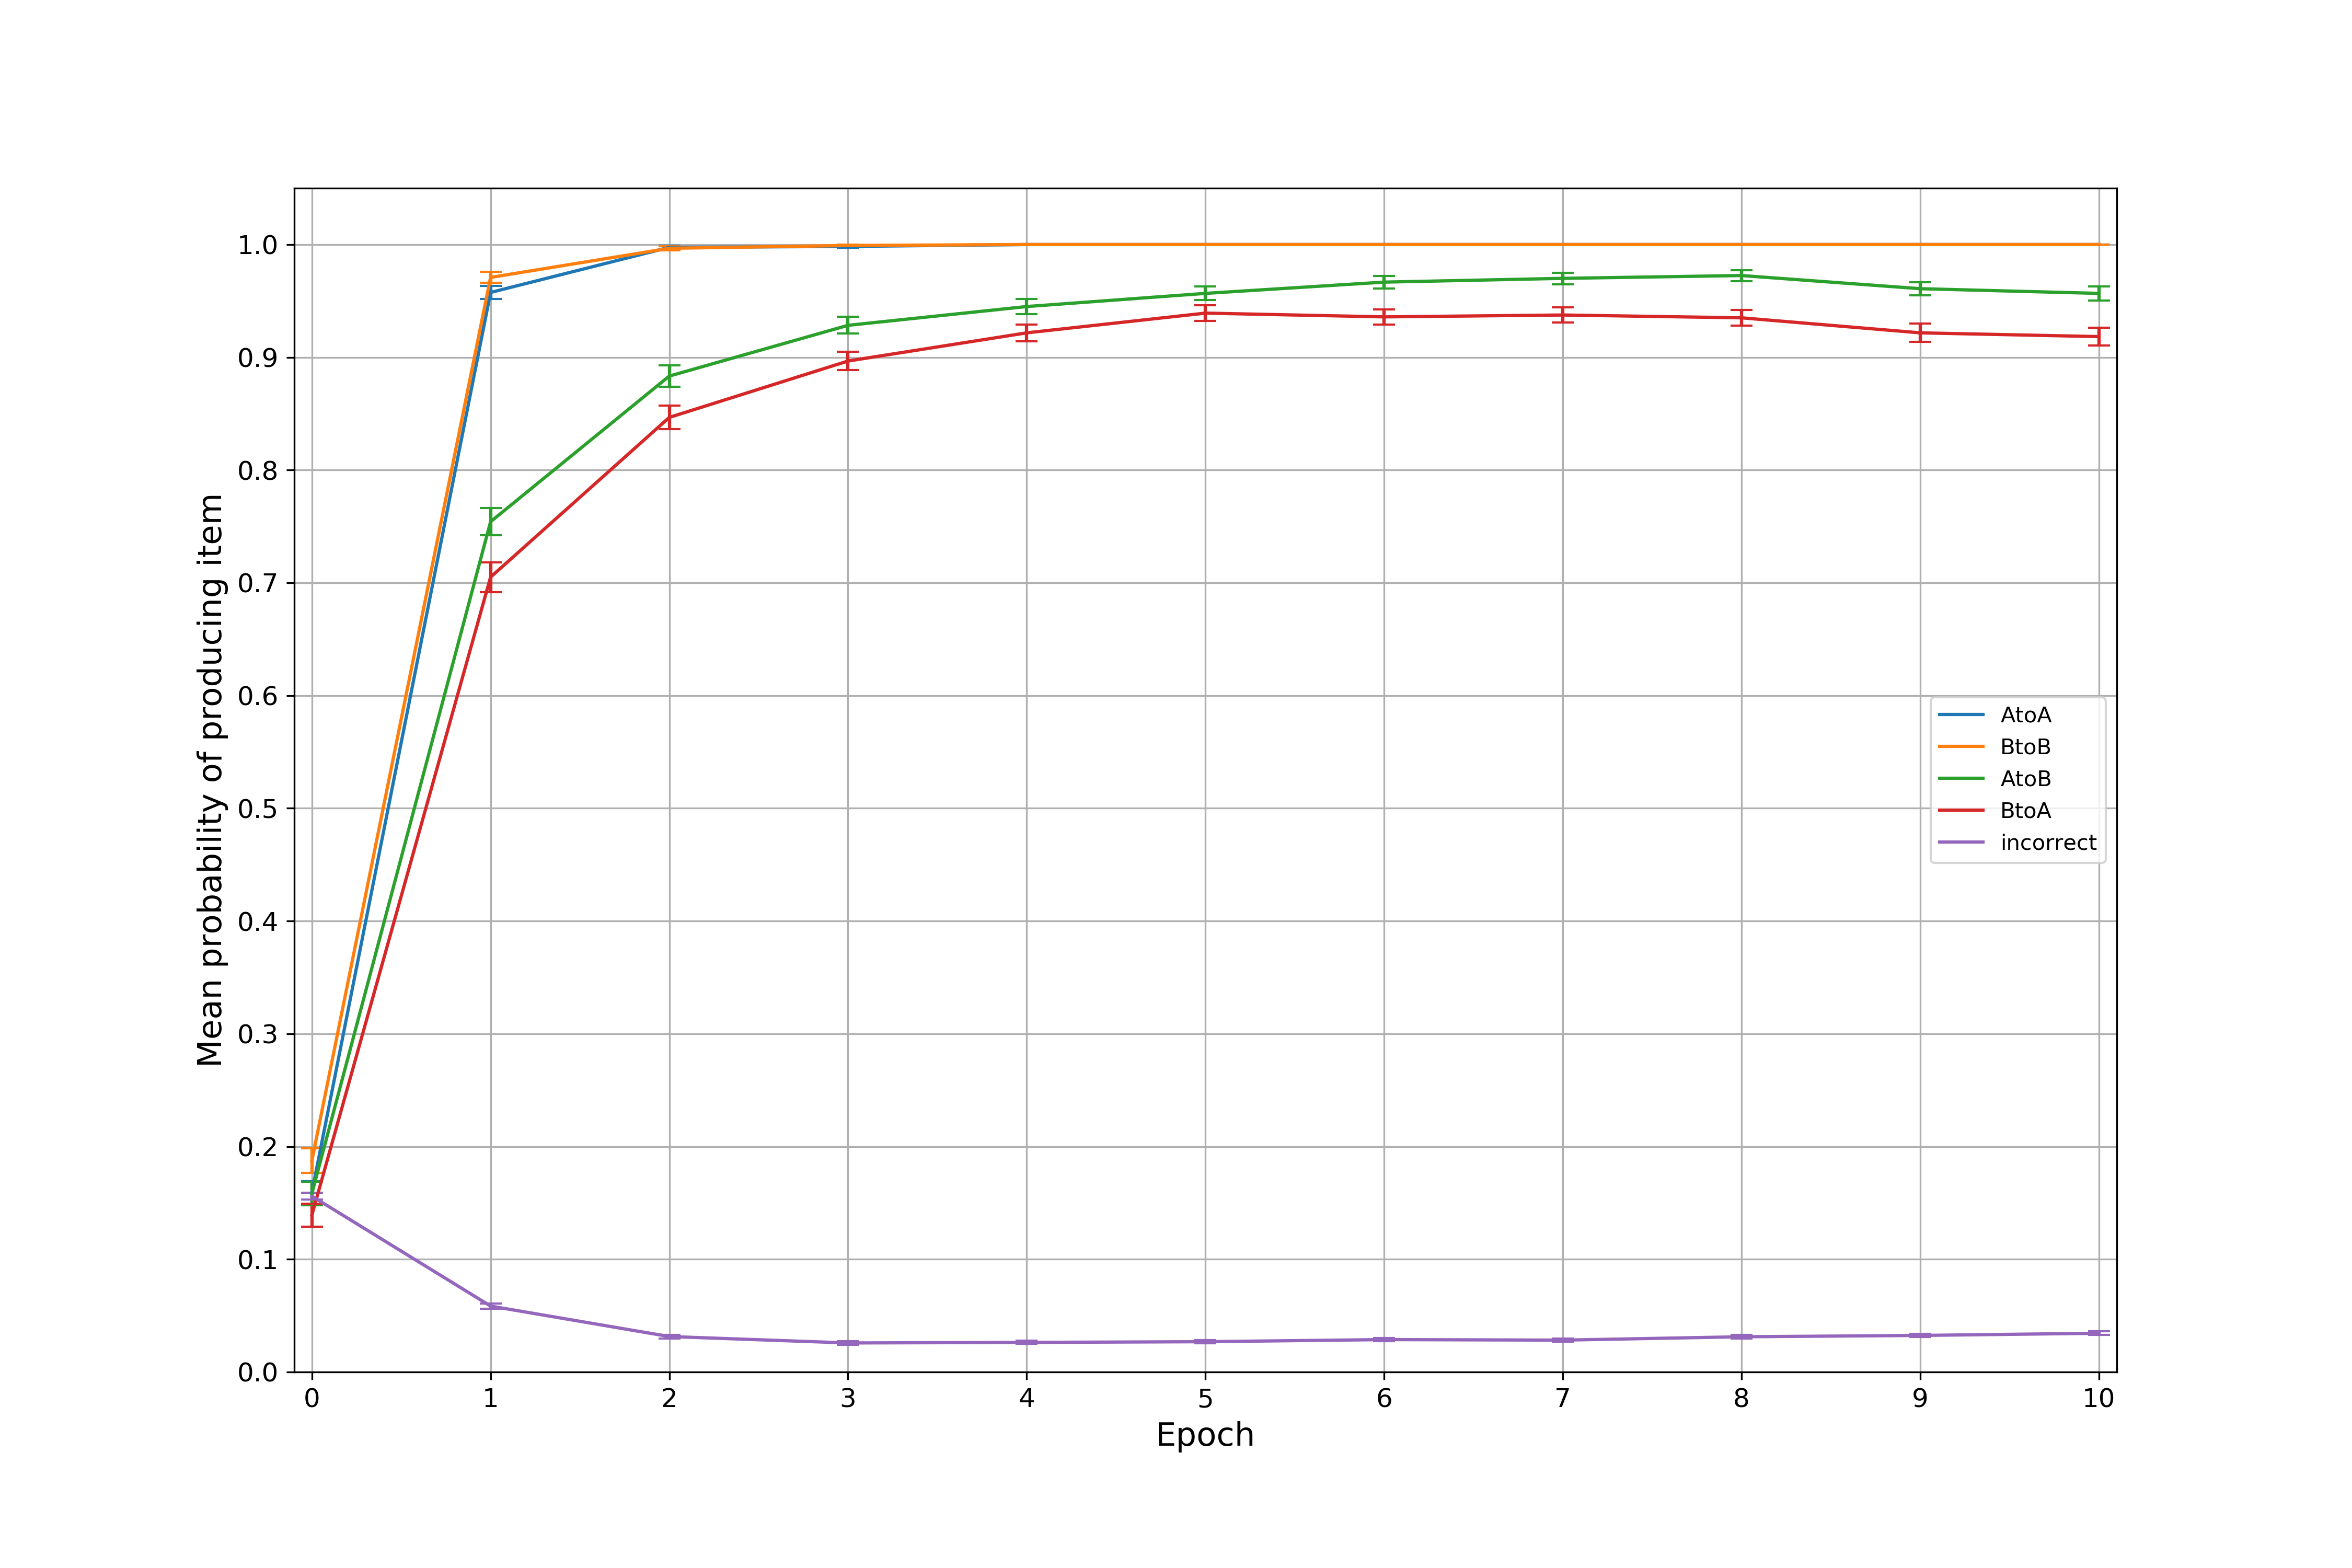 Mean probability of producing item
1.0
0.9
0.8
0.7
0.6
0.5
0.4
0.3
0.2
0.1
0.0
AtoA
BtoB
AtoB
BtoA
incorrect
0 1 2 3 4 5 6 7 8 9 10
Epoch